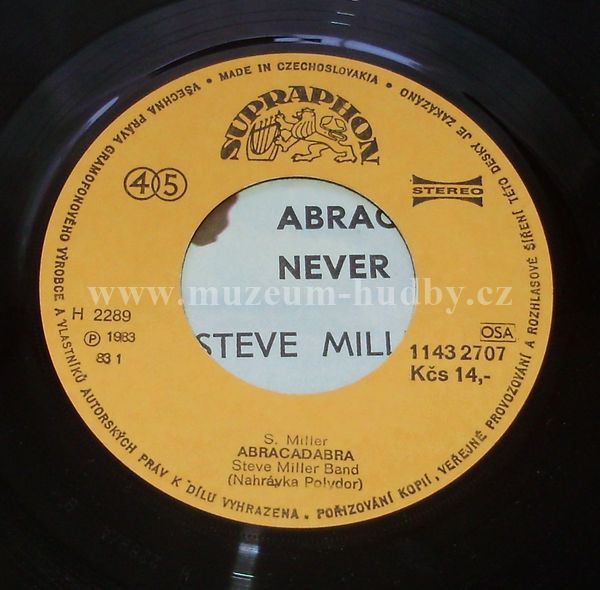 VŠECHNA PRÁVA GRAMOFONOVÉHO VÝROBCE A VLASTNÍKŮ AUTORSKÝCH PRÁV K DÍLU VYHRAZENA. POŘIZOVÁNÍ KOPIÍ, VEŘEJNÉ PROVOZOVÁNÍ A ROZHLASOVÉ ŠÍŘENÍ TÉTO DESKY JE ZAKÁZÁNO
• MADE IN CZECHOSLOVAKIA •
SUPRAPHON
45
STEREO
ABRAC
NEVER
www.muzeum-hudby.cz
STEVE MILL
H 2289
Ⓟ 1983
83 1
OSA
1143 2707
Kčs 14,-
S. Miller
ABRACADABRA
Steve Miller Band
(Nahrávka Polydor)